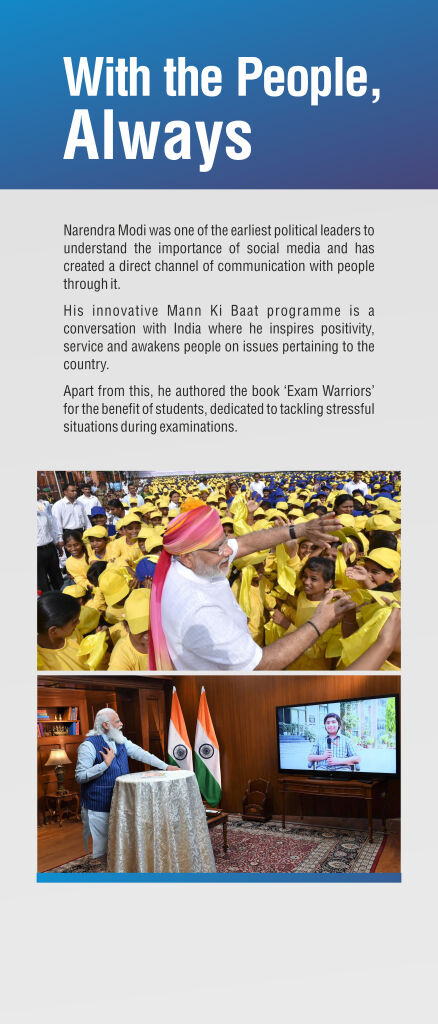 With the People,
Always
Narendra Modi was one of the earliest political leaders to
understand the importance of social media and has
created a direct channel of communication with people
through it.
His innovative Mann Ki Baat programme is a
conversation with India where he inspires positivity,
service and awakens people on issues pertaining to the
country.
Apart from this, he authored the book ‘Exam Warriors’
for the benefit of students, dedicated to tackling stressful
situations during examinations.